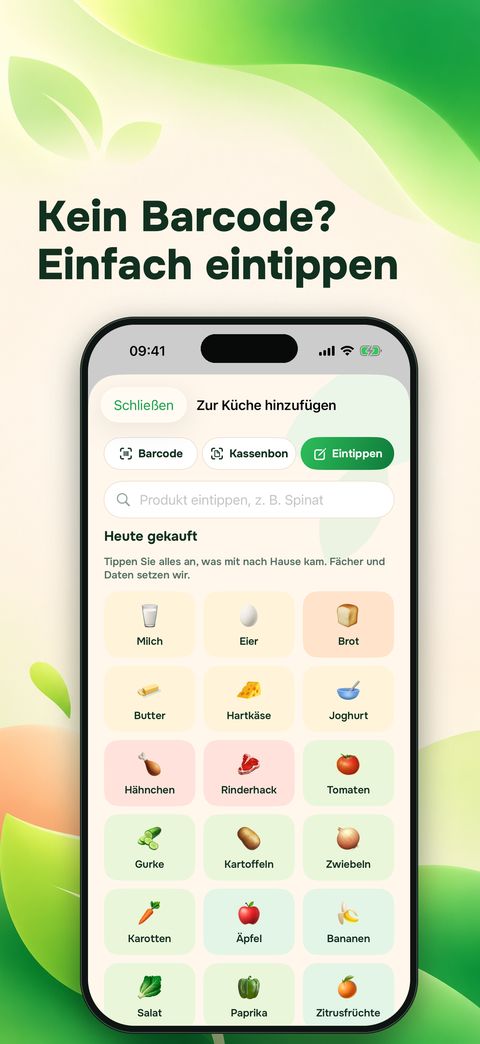 Kein Barcode?
Einfach eintippen
09:41
Schließen
Zur Küche hinzufügen
Barcode
Kassenbon
Eintippen
Produkt eintippen, z. B. Spinat
Heute gekauft
Tippen Sie alles an, was mit nach Hause kam. Fächer und
Daten setzen wir.
Milch
Eier
Brot
Butter
Hartkäse
Joghurt
Hähnchen
Rinderhack
Tomaten
Gurke
Kartoffeln
Zwiebeln
Karotten
Äpfel
Bananen
Salat
Paprika
Zitrusfrüchte